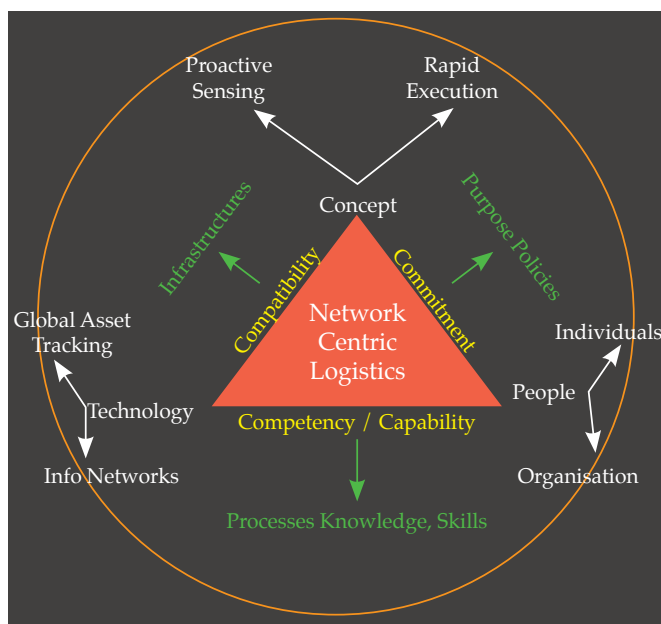 Proactive
Sensing
Rapid
Execution
Concept
Infrastructures
Purpose Policies
Compatibility
Commitment
Network
Centric
Logistics
Global Asset
Tracking
Individuals
Technology
People
Competency / Capability
Info Networks
Organisation
Processes Knowledge, Skills